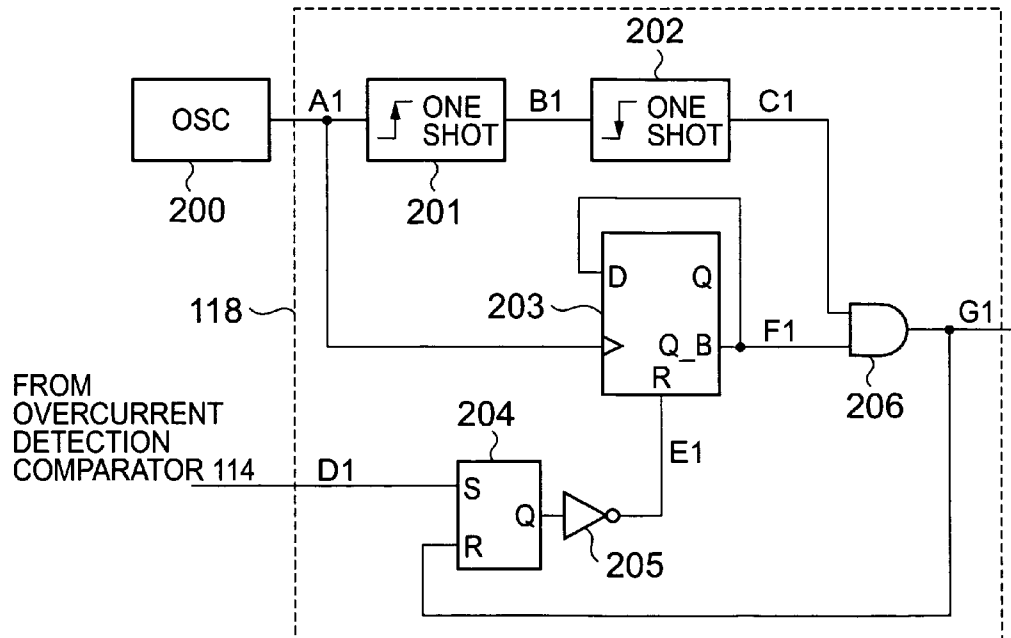 202
OSC
A1
ONE
SHOT
B1
ONE
SHOT
C1
200
201
D
Q
118
203
Q_B
F1
G1
R
206
FROM
OVERCURRENT
DETECTION
COMPARATOR 114
204
E1
D1
S
Q
R
205